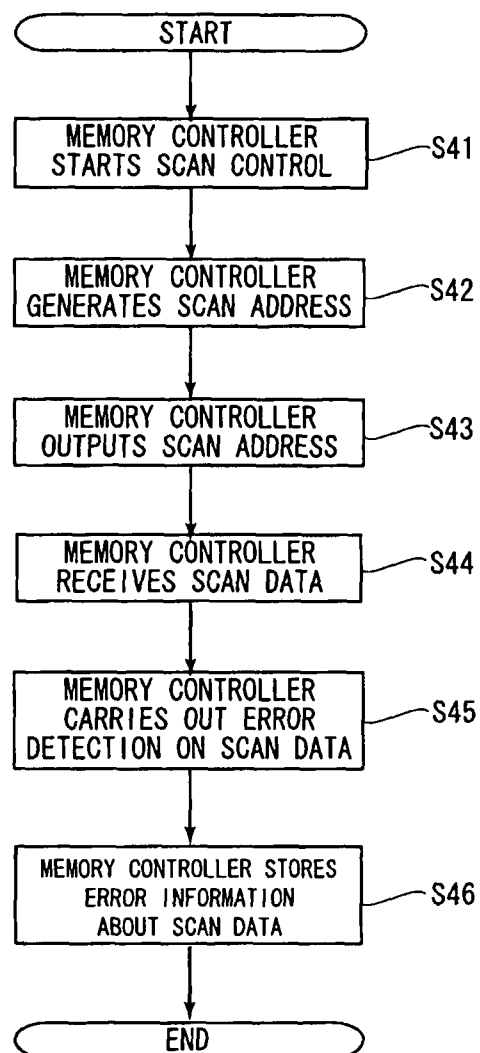 START
MEMORY CONTROLLER
STARTS SCAN CONTROL
S41
MEMORY CONTROLLER
GENERATES SCAN ADDRESS
S42
MEMORY CONTROLLER
OUTPUTS SCAN ADDRESS
S43
MEMORY CONTROLLER
RECEIVES SCAN DATA
S44
MEMORY CONTROLLER
CARRIES OUT ERROR
DETECTION ON SCAN DATA
S45
MEMORY CONTROLLER STORES
ERROR INFORMATION
ABOUT SCAN DATA
S46
END